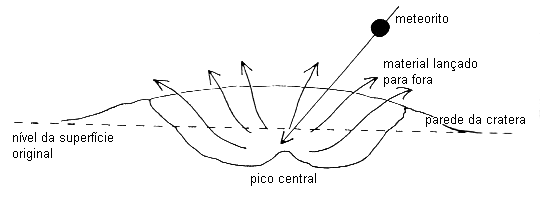 meteorito
material lançado
para fora
parede da cratera
nível da superfície
original
pico central